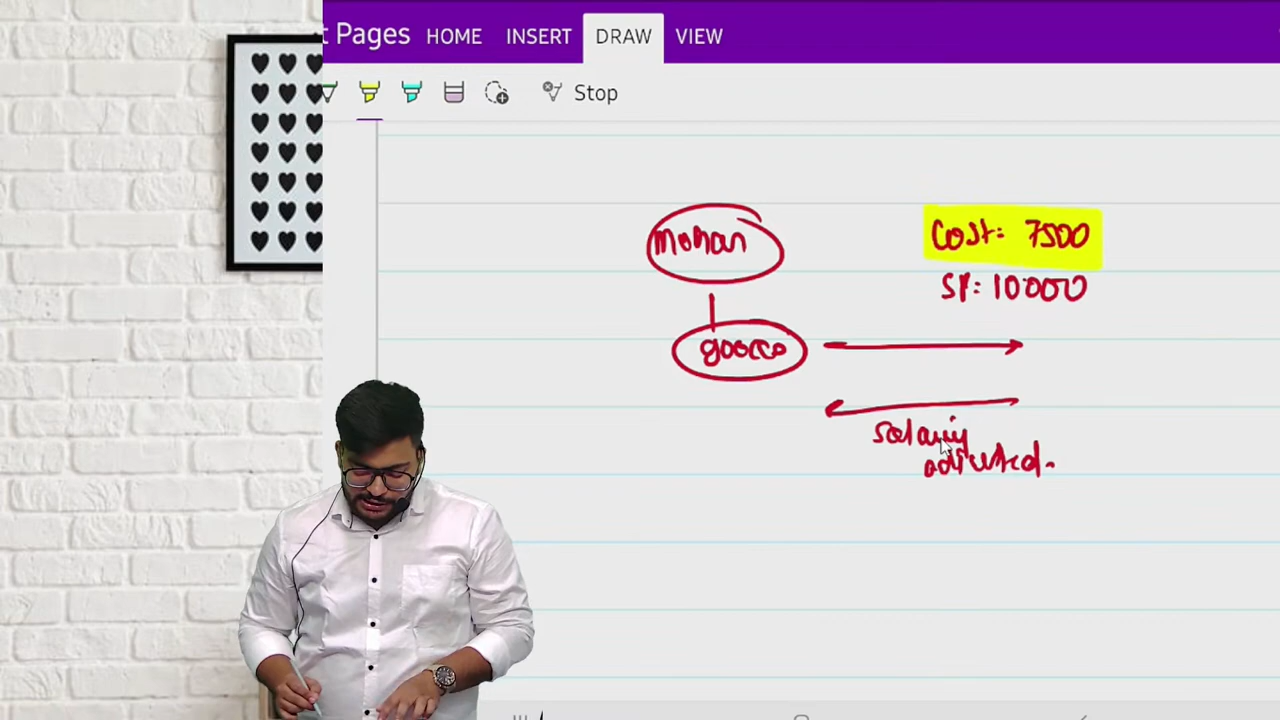 t Pages HOME INSERT DRAW VIEW
Stop
Mohan
Cost: 7500
SP: 10000
goods
salary
adjusted.